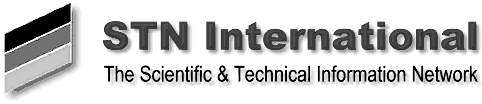 STN International
The Scientific & Technical Information Network